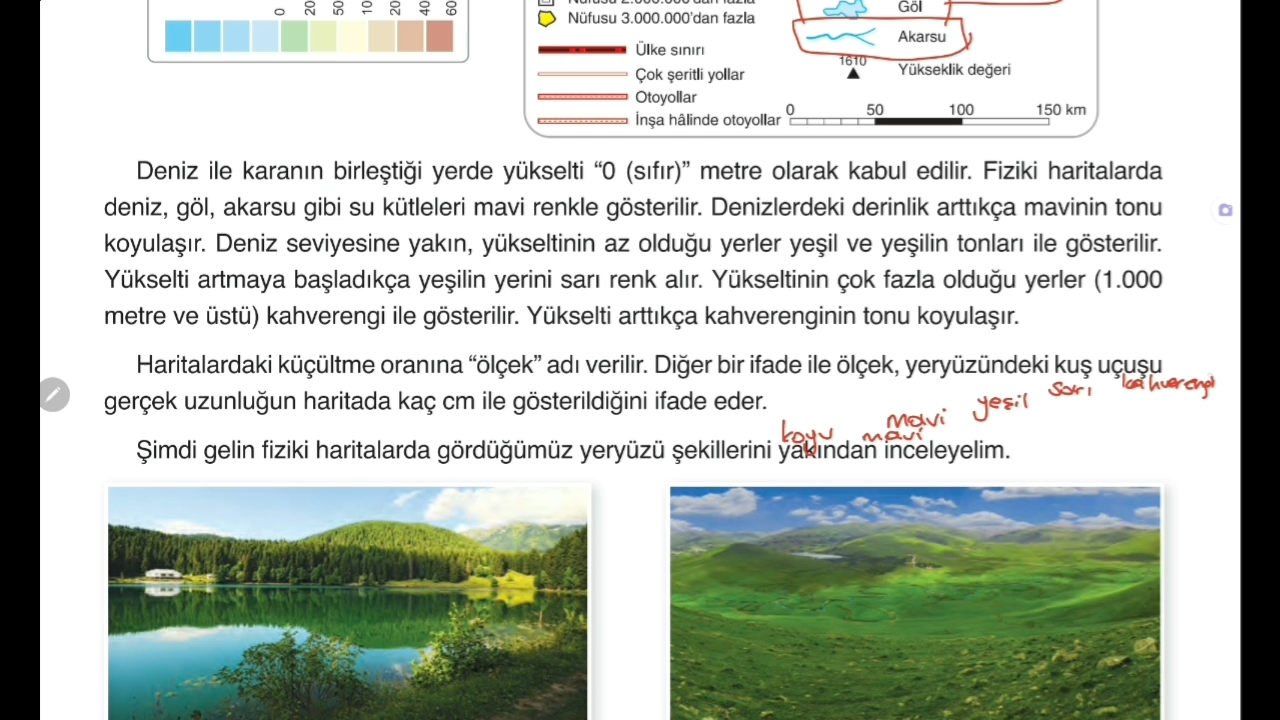 Nüfusu 2.000.000'dan fazla
Nüfusu 3.000.000'dan fazla
Ülke sınırı
Çok şeritli yollar
Otoyollar
İnşa hâlinde otoyollar
Göl
Akarsu
1610
Yükseklik değeri
0 50 100 150 km
Deniz ile karanın birleştiği yerde yükselti “0 (sıfır)” metre olarak kabul edilir. Fiziki haritalarda
deniz, göl, akarsu gibi su kütleleri mavi renkle gösterilir. Denizlerdeki derinlik arttıkça mavinin tonu
koyulaşır. Deniz seviyesine yakın, yükseltinin az olduğu yerler yeşil ve yeşilin tonları ile gösterilir.
Yükselti artmaya başladıkça yeşilin yerini sarı renk alır. Yükseltinin çok fazla olduğu yerler (1.000
metre ve üstü) kahverengi ile gösterilir. Yükselti arttıkça kahverenginin tonu koyulaşır.
Haritalardaki küçültme oranına “ölçek” adı verilir. Diğer bir ifade ile ölçek, yeryüzündeki kuş uçuşu
gerçek uzunluğun haritada kaç cm ile gösterildiğini ifade eder.
koyu mavi mavi yeşil sarı kahverengi
Şimdi gelin fiziki haritalarda gördüğümüz yeryüzü şekillerini yakından inceleyelim.